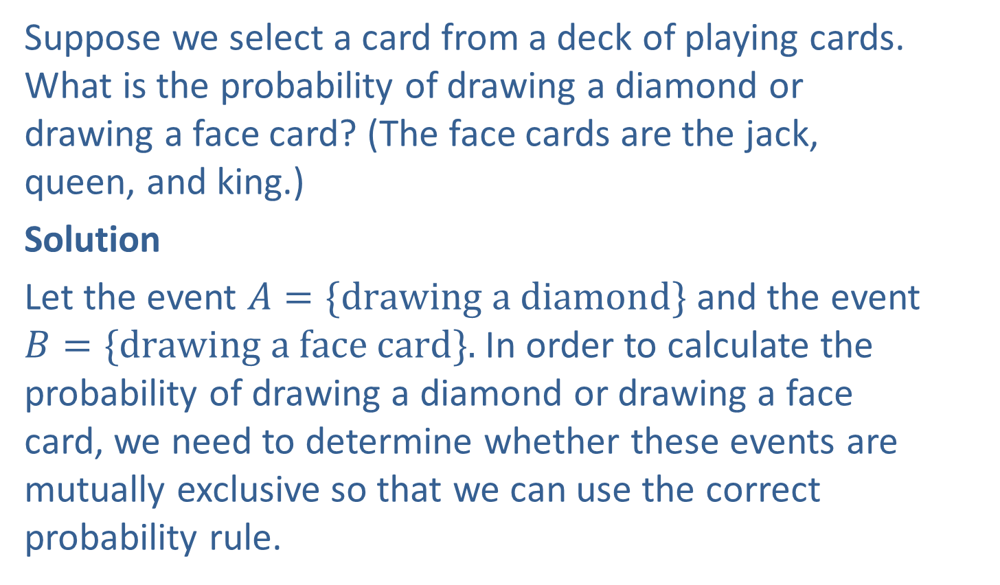 Suppose we select a card from a deck of playing cards.
What is the probability of drawing a diamond or
drawing a face card? (The face cards are the jack,
queen, and king.)
Solution
Let the event 𝐴 = {drawing a diamond} and the event
𝐵 = {drawing a face card}. In order to calculate the
probability of drawing a diamond or drawing a face
card, we need to determine whether these events are
mutually exclusive so that we can use the correct
probability rule.